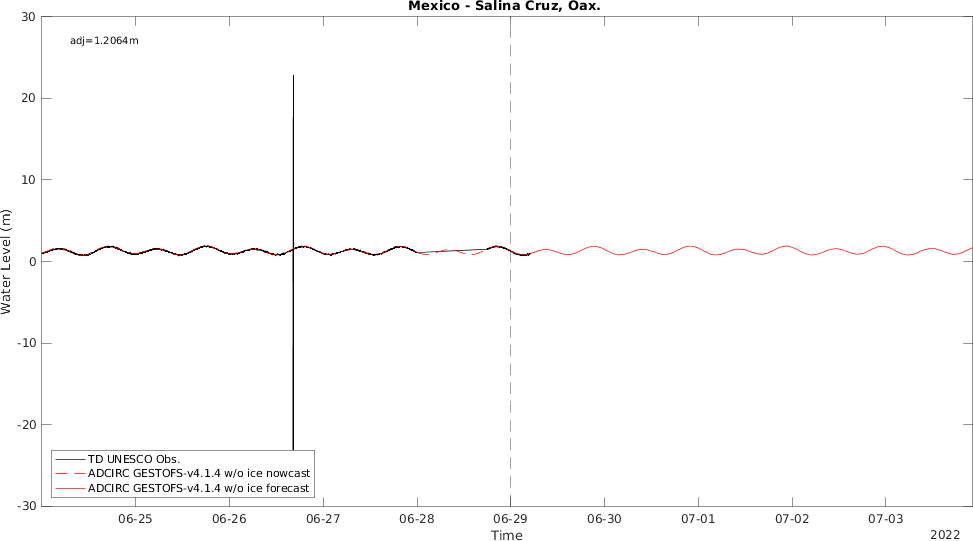 Mexico - Salina Cruz, Oax.
adj=1.2064m
30
20
10
0
-10
-20
-30
Water Level (m)
TD UNESCO Obs.
ADCIRC GESTOFS-v4.1.4 w/o ice nowcast
ADCIRC GESTOFS-v4.1.4 w/o ice forecast
06-25 06-26 06-27 06-28 06-29 06-30 07-01 07-02 07-03
Time
2022